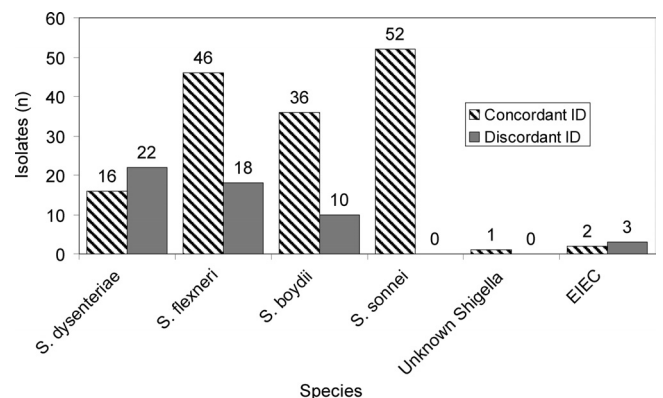 60
50
40
30
20
10
0
Isolates (n)
16
22
46
18
36
10
52
0
1
0
2
3
Concordant ID
Discordant ID
S. dysenteriae
S. flexneri
S. boydii
S. sonnei
Unknown Shigella
EIEC
Species